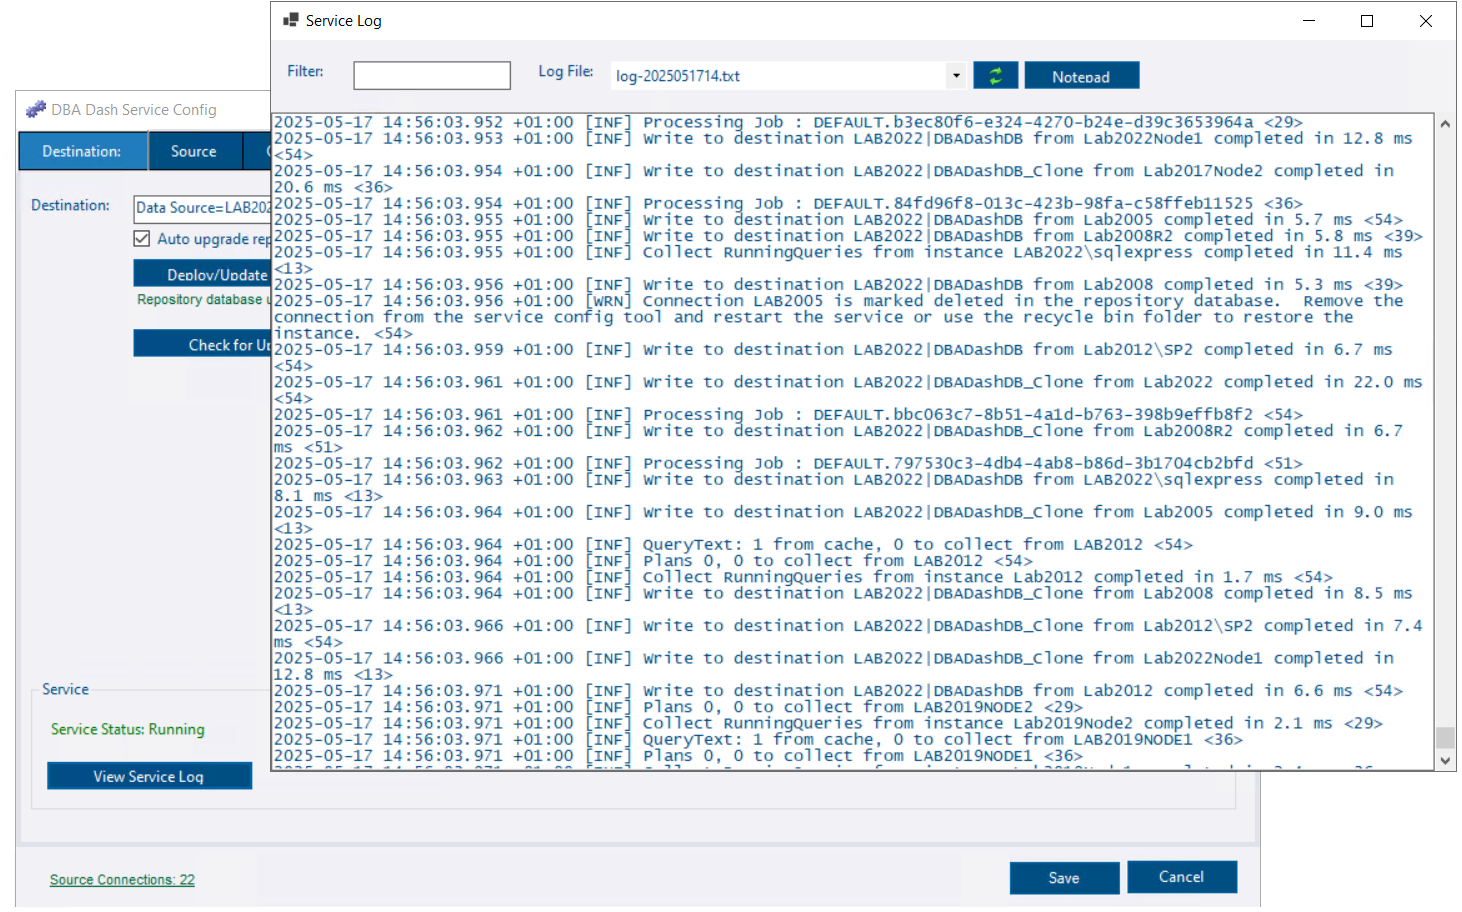 Service Log
Filter:
Log File:
log-2025051714.txt
Notepad
DBA Dash Service Config
Destination:
Source
Destination:
Data Source=LAB202
Auto upgrade rep
Deploy/Update
Repository database u
Check for Up
2025-05-17 14:56:03.952 +01:00 [INF] Processing Job : DEFAULT.b3ec80f6-e324-4270-b24e-d39c3653964a <29>
2025-05-17 14:56:03.953 +01:00 [INF] Write to destination LAB2022|DBADashDB from Lab2022Node1 completed in 12.8 ms
<54>
2025-05-17 14:56:03.954 +01:00 [INF] Write to destination LAB2022|DBADashDB_Clone from Lab2017Node2 completed in
20.6 ms <36>
2025-05-17 14:56:03.954 +01:00 [INF] Processing Job : DEFAULT.84fd96f8-013c-423b-98fa-c58ffeb11525 <36>
2025-05-17 14:56:03.955 +01:00 [INF] Write to destination LAB2022|DBADashDB from Lab2005 completed in 5.7 ms <54>
2025-05-17 14:56:03.955 +01:00 [INF] Write to destination LAB2022|DBADashDB from Lab2008R2 completed in 5.8 ms <39>
2025-05-17 14:56:03.955 +01:00 [INF] Collect RunningQueries from instance LAB2022\sqlexpress completed in 11.4 ms
<13>
2025-05-17 14:56:03.956 +01:00 [INF] Write to destination LAB2022|DBADashDB from Lab2008 completed in 5.3 ms <39>
2025-05-17 14:56:03.956 +01:00 [WRN] Connection LAB2005 is marked deleted in the repository database.  Remove the
connection from the service config tool and restart the service or use the recycle bin folder to restore the
instance. <54>
2025-05-17 14:56:03.959 +01:00 [INF] Write to destination LAB2022|DBADashDB from Lab2012\SP2 completed in 6.7 ms
<54>
2025-05-17 14:56:03.961 +01:00 [INF] Write to destination LAB2022|DBADashDB_Clone from Lab2022 completed in 22.0 ms
<54>
2025-05-17 14:56:03.961 +01:00 [INF] Processing Job : DEFAULT.bbc063c7-8b51-4a1d-b763-398b9effb8f2 <54>
2025-05-17 14:56:03.962 +01:00 [INF] Write to destination LAB2022|DBADashDB_Clone from Lab2008R2 completed in 6.7
ms <51>
2025-05-17 14:56:03.962 +01:00 [INF] Processing Job : DEFAULT.797530c3-4db4-4ab8-b86d-3b1704cb2bfd <51>
2025-05-17 14:56:03.963 +01:00 [INF] Write to destination LAB2022|DBADashDB_Clone from LAB2022\sqlexpress completed in
8.1 ms <13>
2025-05-17 14:56:03.964 +01:00 [INF] Write to destination LAB2022|DBADashDB_Clone from Lab2005 completed in 9.0 ms
<13>
2025-05-17 14:56:03.964 +01:00 [INF] QueryText: 1 from cache, 0 to collect from LAB2012 <54>
2025-05-17 14:56:03.964 +01:00 [INF] Plans 0, 0 to collect from LAB2012 <54>
2025-05-17 14:56:03.964 +01:00 [INF] Collect RunningQueries from instance Lab2012 completed in 1.7 ms <54>
2025-05-17 14:56:03.964 +01:00 [INF] Write to destination LAB2022|DBADashDB_Clone from Lab2008 completed in 8.5 ms
<13>
2025-05-17 14:56:03.966 +01:00 [INF] Write to destination LAB2022|DBADashDB_Clone from Lab2012\SP2 completed in 7.4
ms <54>
2025-05-17 14:56:03.966 +01:00 [INF] Write to destination LAB2022|DBADashDB_Clone from Lab2022Node1 completed in
12.8 ms <13>
2025-05-17 14:56:03.971 +01:00 [INF] Write to destination LAB2022|DBADashDB from Lab2012 completed in 6.6 ms <54>
2025-05-17 14:56:03.971 +01:00 [INF] Plans 0, 0 to collect from LAB2019NODE2 <29>
2025-05-17 14:56:03.971 +01:00 [INF] Collect RunningQueries from instance Lab2019Node2 completed in 2.1 ms <29>
2025-05-17 14:56:03.971 +01:00 [INF] QueryText: 1 from cache, 0 to collect from LAB2019NODE1 <36>
2025-05-17 14:56:03.971 +01:00 [INF] Plans 0, 0 to collect from LAB2019NODE1 <36>
Service
Service Status: Running
View Service Log
Source Connections: 22
Save
Cancel